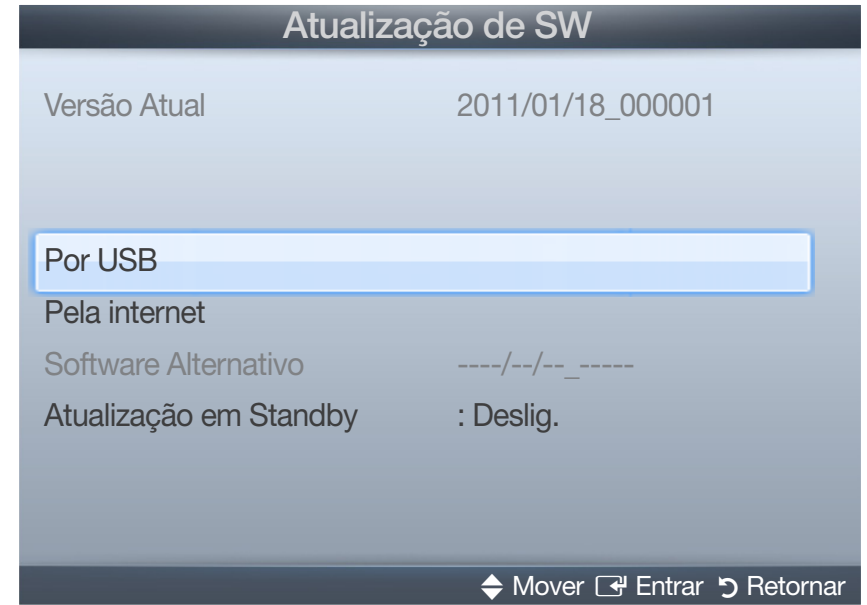 Atualização de SW
Versão Atual 2011/01/18_000001
Por USB
Pela internet
Software Alternativo ----/--/--_-----
Atualização em Standby : Deslig.
Mover Entrar Retornar